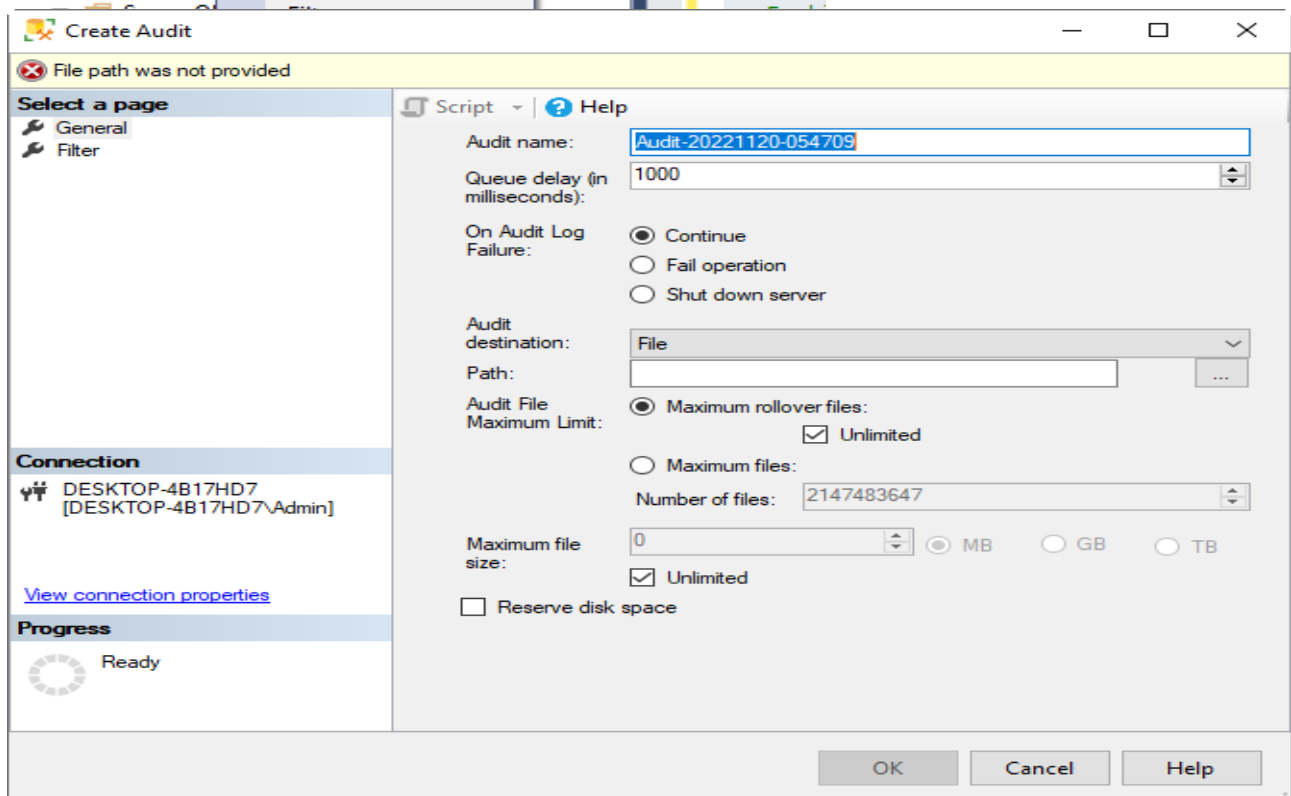 Create Audit
File path was not provided
Select a page
General
Filter
Connection
DESKTOP-4B17HD7
[DESKTOP-4B17HD7\Admin]
View connection properties
Progress
Ready
Script
Help
Audit name:
Audit-20221120-054709
Queue delay (in
milliseconds):
1000
On Audit Log
Failure:
Continue
Fail operation
Shut down server
Audit
destination:
File
Path:
...
Audit File
Maximum Limit:
Maximum rollover files:
Unlimited
Maximum files:
Number of files:
2147483647
Maximum file
size:
0
MB
GB
TB
Unlimited
Reserve disk space
OK
Cancel
Help